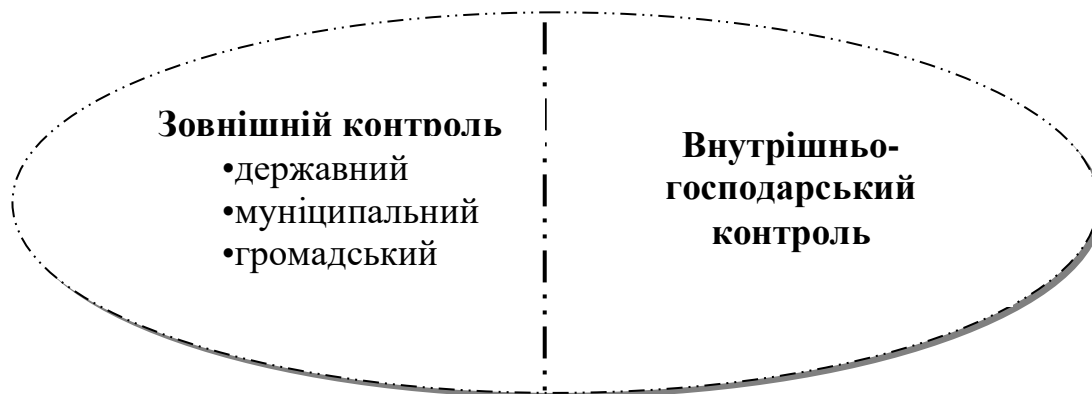 Зовнішній контроль
•державний
•муніципальний
•громадський
Внутрішньо-
господарський
контроль